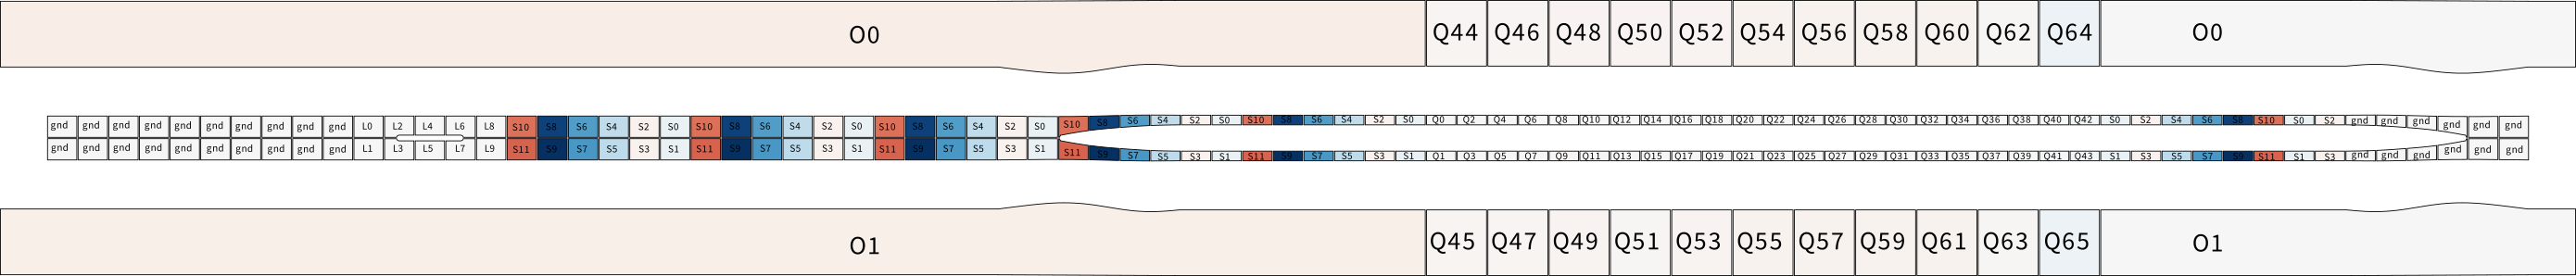 O0 Q44 Q46 Q48 Q50 Q52 Q54 Q56 Q58 Q60 Q62 Q64 O0
gnd gnd gnd gnd gnd gnd gnd gnd gnd gnd L0 L2 L4 L6 L8 S10 S8 S6 S4 S2 S0 S10 S8 S6 S4 S2 S0 S10 S8 S6 S4 S2 S0 S10 S8 S6 S4 S2 S0 S10 S8 S6 S4 S2 S0 Q0 Q2 Q4 Q6 Q8 Q10 Q12 Q14 Q16 Q18 Q20 Q22 Q24 Q26 Q28 Q30 Q32 Q34 Q36 Q38 Q40 Q42 S0 S2 S4 S6 S8 S10 S0 S2 gnd gnd gnd gnd gnd gnd
gnd gnd gnd gnd gnd gnd gnd gnd gnd gnd L1 L3 L5 L7 L9 S11 S9 S7 S5 S3 S1 S11 S9 S7 S5 S3 S1 S11 S9 S7 S5 S3 S1 S11 S9 S7 S5 S3 S1 S11 S9 S7 S5 S3 S1 Q1 Q3 Q5 Q7 Q9 Q11 Q13 Q15 Q17 Q19 Q21 Q23 Q25 Q27 Q29 Q31 Q33 Q35 Q37 Q39 Q41 Q43 S1 S3 S5 S7 S9 S11 S1 S3 gnd gnd gnd gnd gnd gnd
O1 Q45 Q47 Q49 Q51 Q53 Q55 Q57 Q59 Q61 Q63 Q65 O1